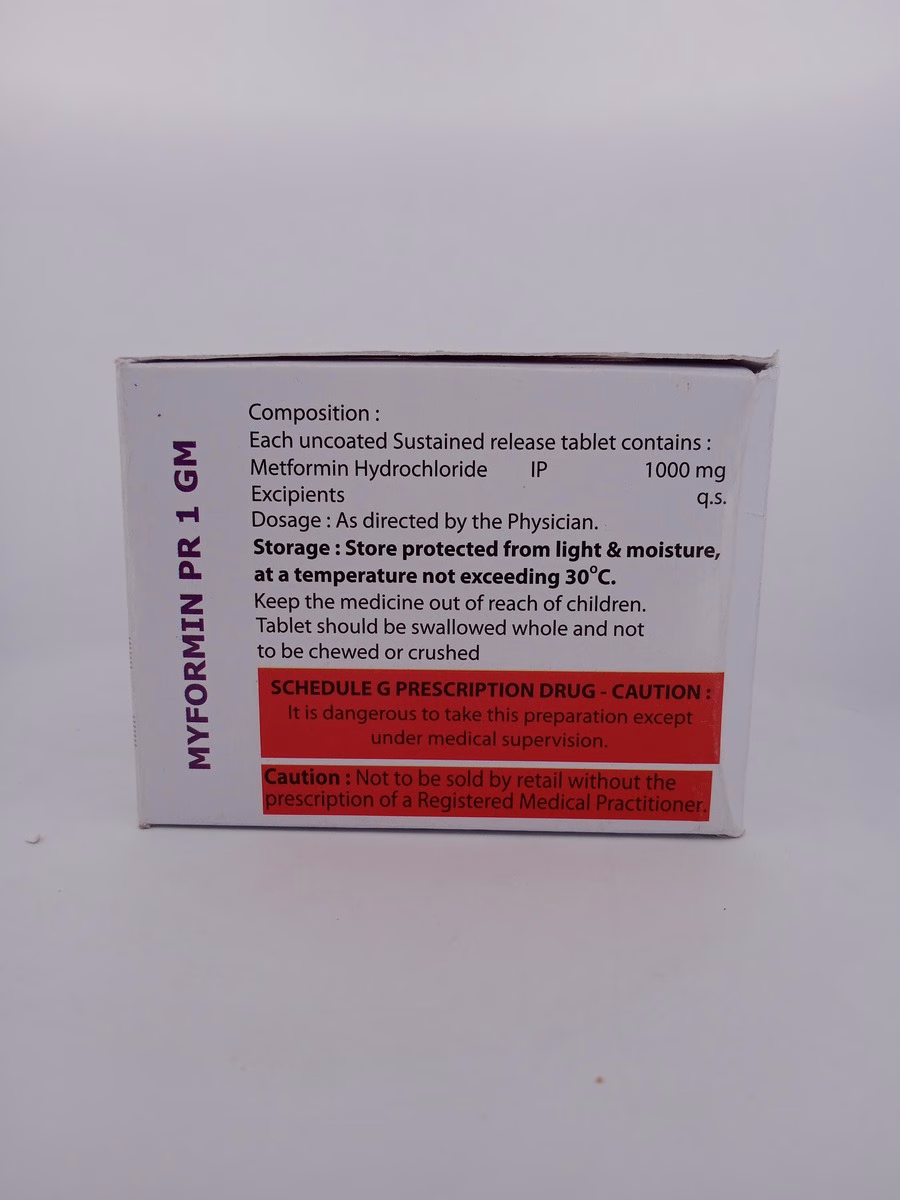 MYFORMIN PR 1 GM
Composition :
Each uncoated Sustained release tablet contains :
Metformin Hydrochloride IP 1000 mg
Excipients q.s.
Dosage : As directed by the Physician.
Storage : Store protected from light & moisture,
at a temperature not exceeding 30°C.
Keep the medicine out of reach of children.
Tablet should be swallowed whole and not
to be chewed or crushed
SCHEDULE G PRESCRIPTION DRUG - CAUTION :
It is dangerous to take this preparation except
under medical supervision.
Caution : Not to be sold by retail without the
prescription of a Registered Medical Practitioner.